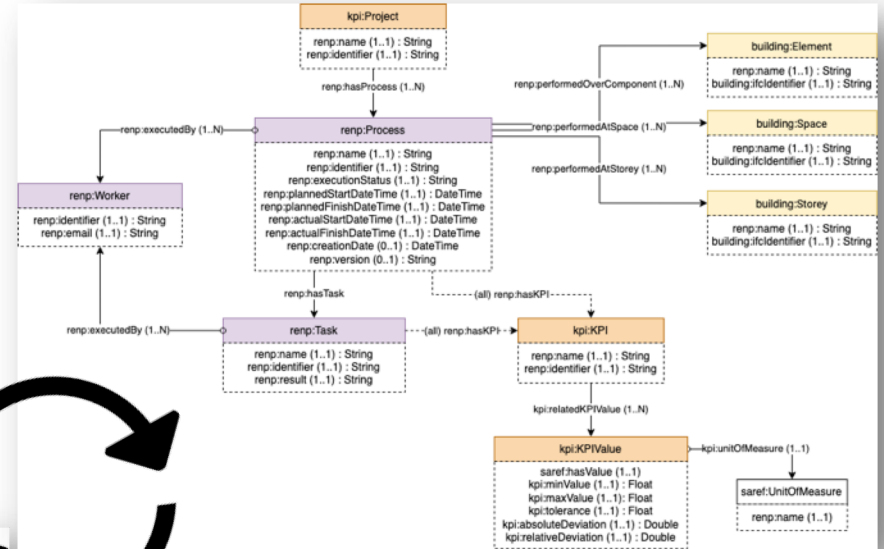 kpi:Project
renp:name (1..1) : String
renp:identifier (1..1) : String
renp:hasProcess (1..N)
building:Element
renp:name (1..1) : String
building:ifcIdentifier (1..1) : String
renp:performedOverComponent (1..N)
renp:executedBy (1..N)
renp:Process
renp:name (1..1) : String
renp:identifier (1..1) : String
renp:executionStatus (1..1) : String
renp:plannedStartDateTime (1..1) : DateTime
renp:plannedFinishDateTime (1..1) : DateTime
renp:actualStartDateTime (1..1) : DateTime
renp:actualFinishDateTime (1..1) : DateTime
renp:creationDate (0..1) : DateTime
renp:version (0..1) : String
renp:performedAtSpace (1..N)
building:Space
renp:name (1..1) : String
building:ifcIdentifier (1..1) : String
renp:performedAtStorey (1..N)
renp:Worker
renp:identifier (1..1) : String
renp:email (1..1) : String
building:Storey
renp:name (1..1) : String
building:ifcIdentifier (1..1) : String
renp:hasTask
(all) renp:hasKPI
renp:executedBy (1..N)
renp:Task
renp:name (1..1) : String
renp:identifier (1..1) : String
renp:result (1..1) : String
(all) renp:hasKPI
kpi:KPI
renp:name (1..1) : String
renp:identifier (1..1) : String
kpi:relatedKPIValue (1..N)
kpi:KPIValue
saref:hasValue (1..1)
kpi:minValue (1..1) : Float
kpi:maxValue (1..1): Float
kpi:tolerance (1..1) : Float
kpi:absoluteDeviation (1..1) : Double
kpi:relativeDeviation (1..1) : Double
kpi:unitOfMeasure (1..1)
saref:UnitOfMeasure
renp:name (1..1)